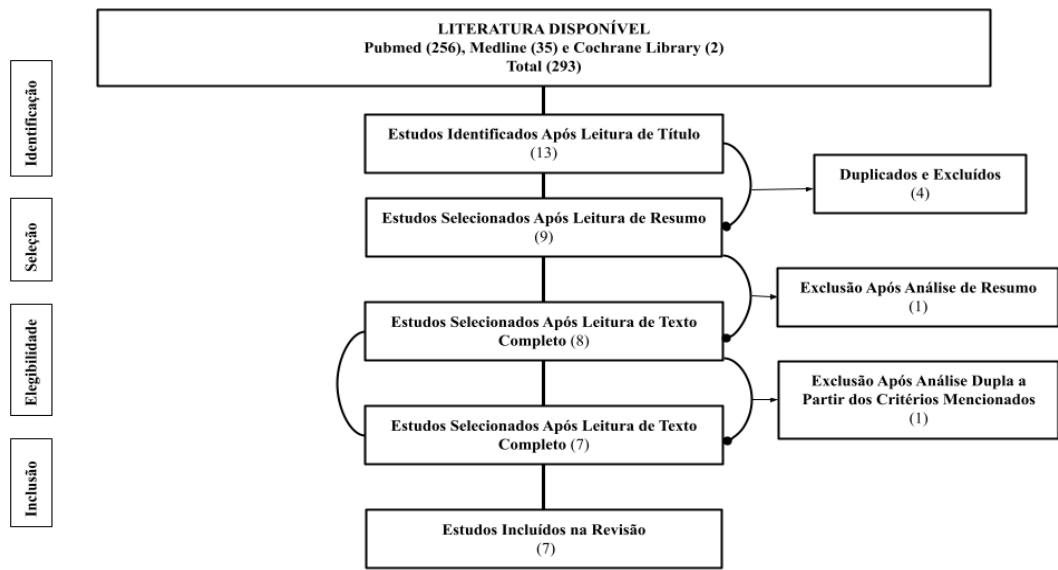 LITERATURA DISPONÍVEL
Pubmed (256), Medline (35) e Cochrane Library (2)
Total (293)
Identificação
Estudos Identificados Após Leitura de Título
(13)
Duplicados e Excluídos
(4)
Seleção
Estudos Selecionados Após Leitura de Resumo
(9)
Exclusão Após Análise de Resumo
(1)
Elegibilidade
Estudos Selecionados Após Leitura de Texto
Completo (8)
Exclusão Após Análise Dupla a
Partir dos Critérios Mencionados
(1)
Estudos Selecionados Após Leitura de Texto
Completo (7)
Inclusão
Estudos Incluídos na Revisão
(7)